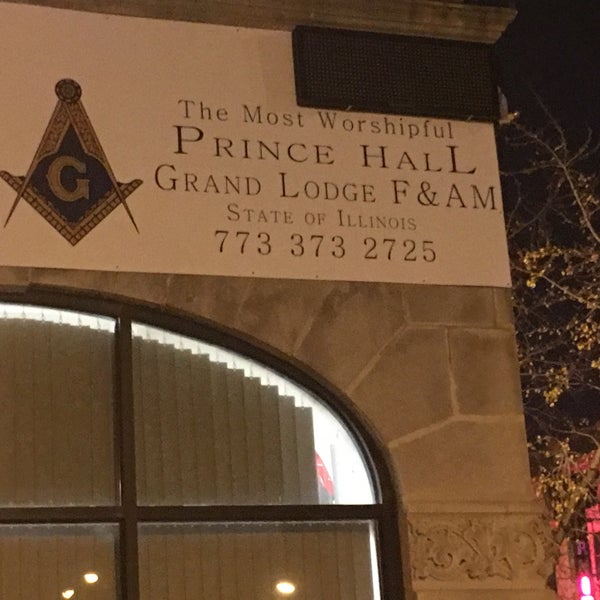 G
The Most Worshipful
PRINCE HALL
GRAND LODGE F&AM
STATE OF ILLINOIS
773 373 2725